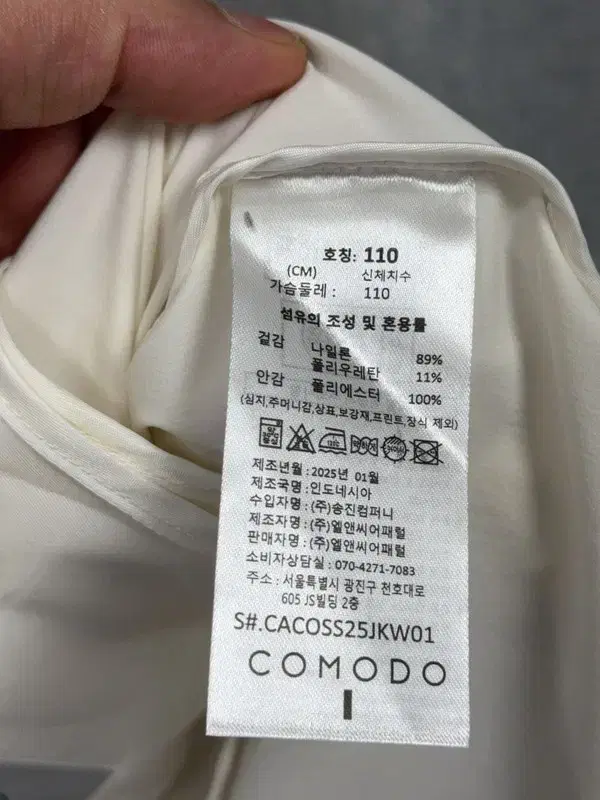 호칭: 110
(CM) 신체치수
가슴둘레 : 110
섬유의 조성 및 혼용률
겉감 나일론 89%
폴리우레탄 11%
안감 폴리에스터 100%
(심지,주머니감,상표,보강재,프린트,장식 제외)
제조년월 : 2025년 01월
제조국명 : 인도네시아
수입자명 : (주)송진컴퍼니
제조자명 : (주)엘앤씨어패럴
판매자명 : (주)엘앤씨어패럴
소비자상담실 : 070-4271-7083
주소 : 서울특별시 광진구 천호대로
605 JS빌딩 2층
S#.CACOSS25JKW01
COMODO